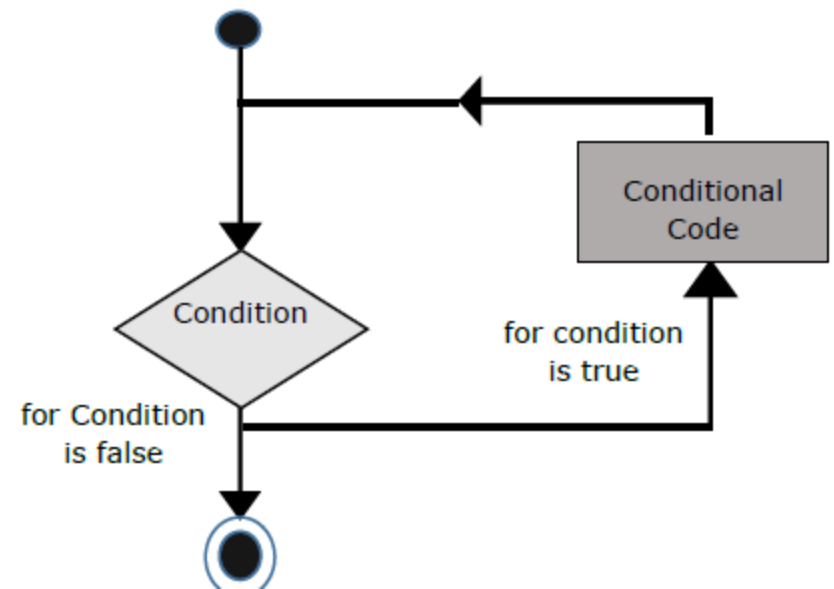 Conditional
Code
Condition
for condition
is true
for Condition
is false